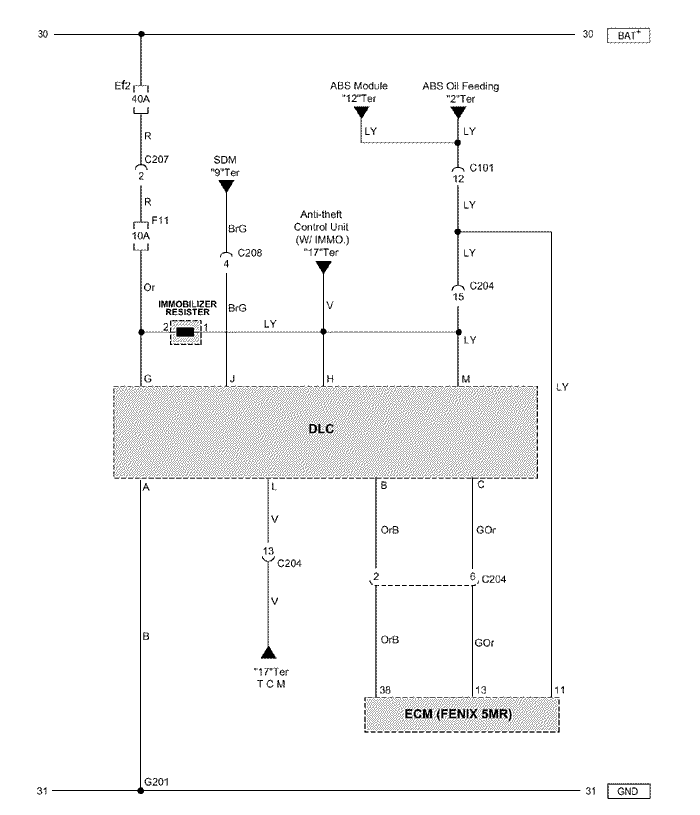 30
30
BAT+
Ef2
40A
R
C207
2
R
F11
10A
Or
SDM
"9"Ter
BrG
C208
4
BrG
Anti-theft
Control Unit
(W/ IMMO.)
"17"Ter
V
ABS Module
"12"Ter
LY
ABS Oil Feeding
"2"Ter
LY
C101
12
LY
LY
C204
15
LY
IMMOBILIZER
RESISTER
2
1
LY
LY
G
J
H
M
DLC
A
L
B
C
V
OrB
GOr
13
C204
2
6
C204
V
B
OrB
GOr
"17"Ter
T C M
38
13
11
ECM (FENIX 5MR)
G201
31
31
GND